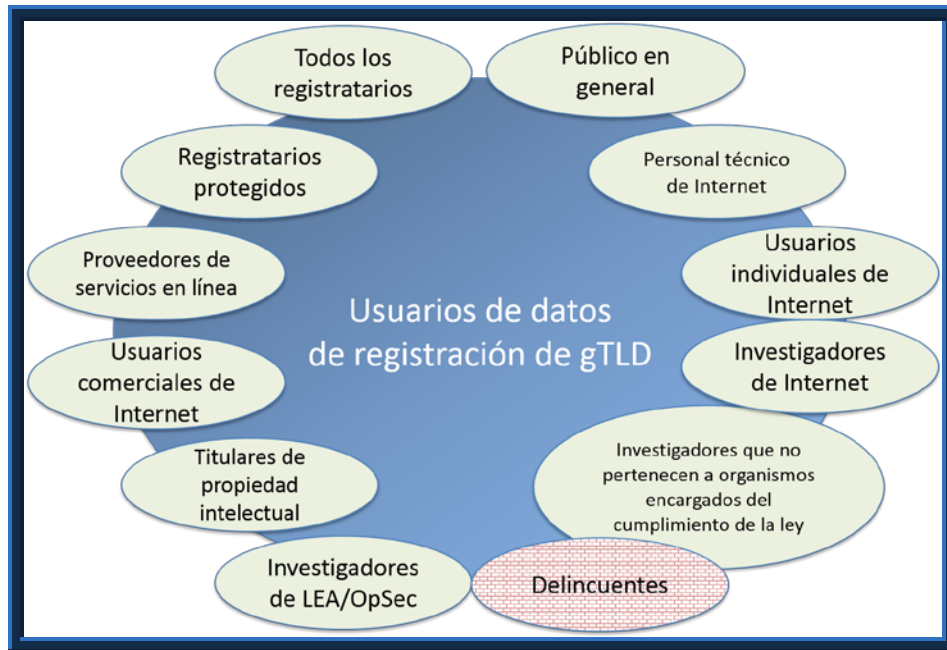 Todos los
registratarios
Público en
general
Registratarios
protegidos
Personal técnico
de Internet
Proveedores de
servicios en línea
Usuarios
individuales de
Internet
Usuarios de datos
de registración de gTLD
Usuarios
comerciales de
Internet
Investigadores
de Internet
Titulares de
propiedad
intelectual
Investigadores que no
pertenecen a organismos
encargados del
cumplimiento de la ley
Investigadores
de LEA/OpSec
Delincuentes